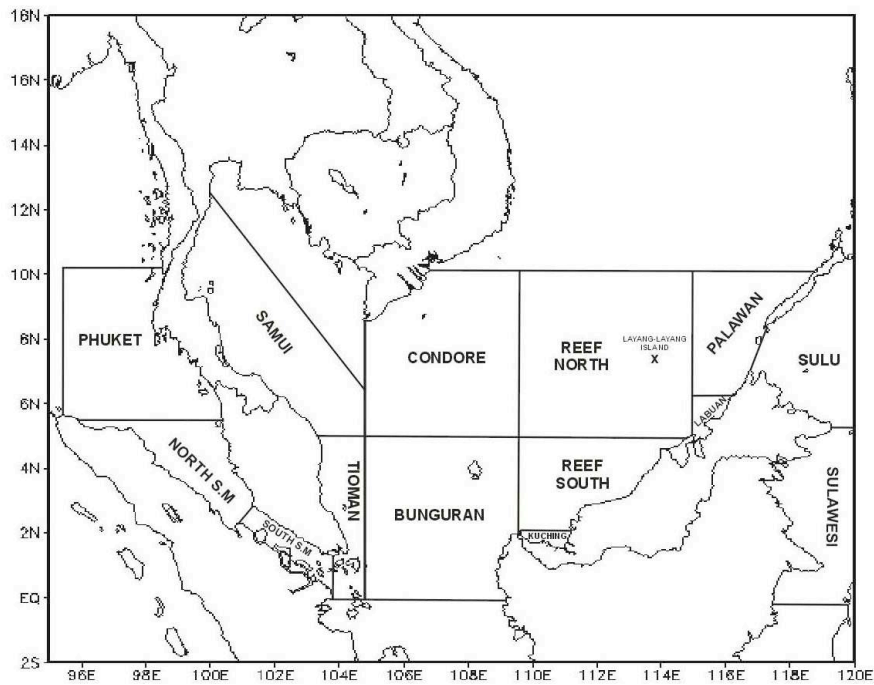 16N
16N
14N
12N
10N
8N
6N
4N
2N
EQ
2S
PHUKET
SAMUI
CONDORE
REEF
NORTH
LAYANG-LAYANG
ISLAND
X
PALAWAN
SULU
LABUAN
NORTH S.M
SOUTH S.M
TIOMAN
BUNGURAN
REEF
SOUTH
KUCHING
SULAWESI
96E
98E
100E
102E
104E
106E
108E
110E
112E
114E
116E
118E
120E